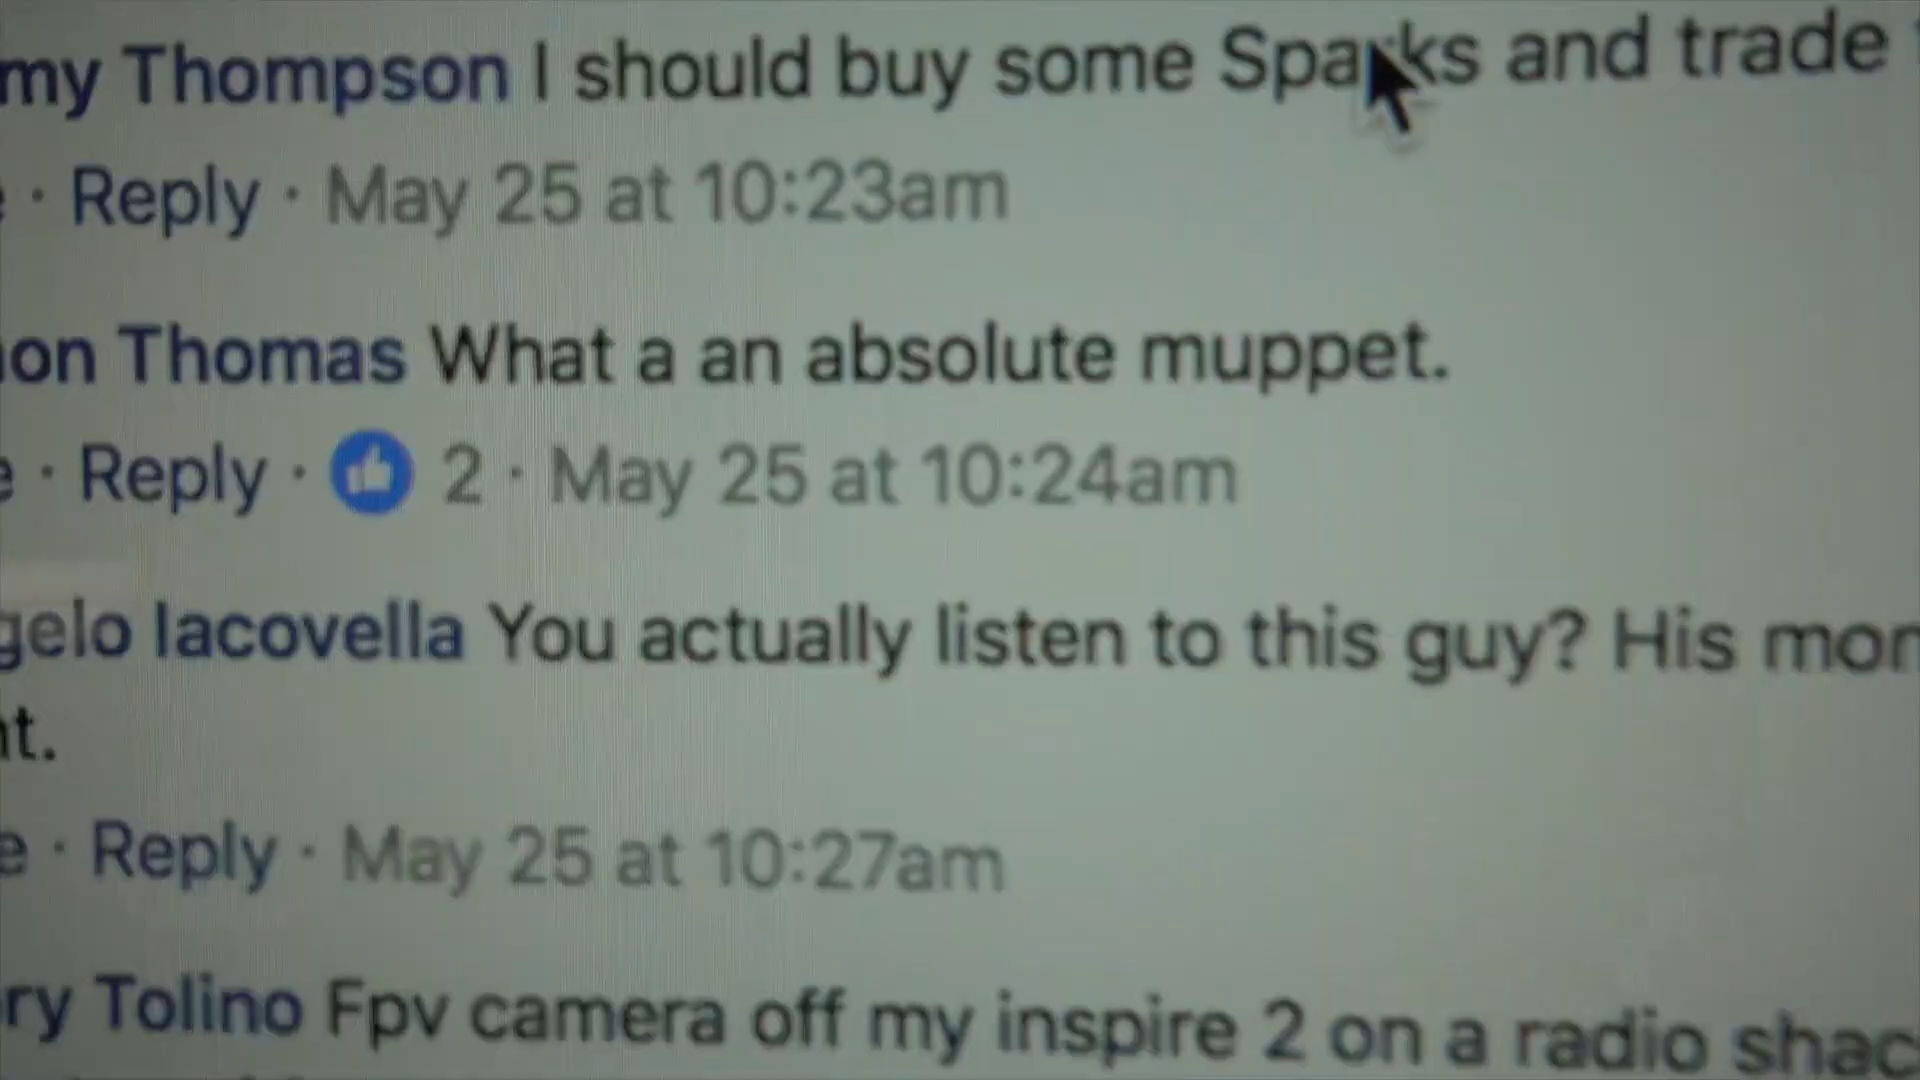 my Thompson I should buy some Sparks and trade
· Reply · May 25 at 10:23am
on Thomas What a an absolute muppet.
· Reply · 2 · May 25 at 10:24am
gelo Iacovella You actually listen to this guy? His
t.
e · Reply · May 25 at 10:27am
ry Tolino Fpv camera off my inspire 2 on a radio shac